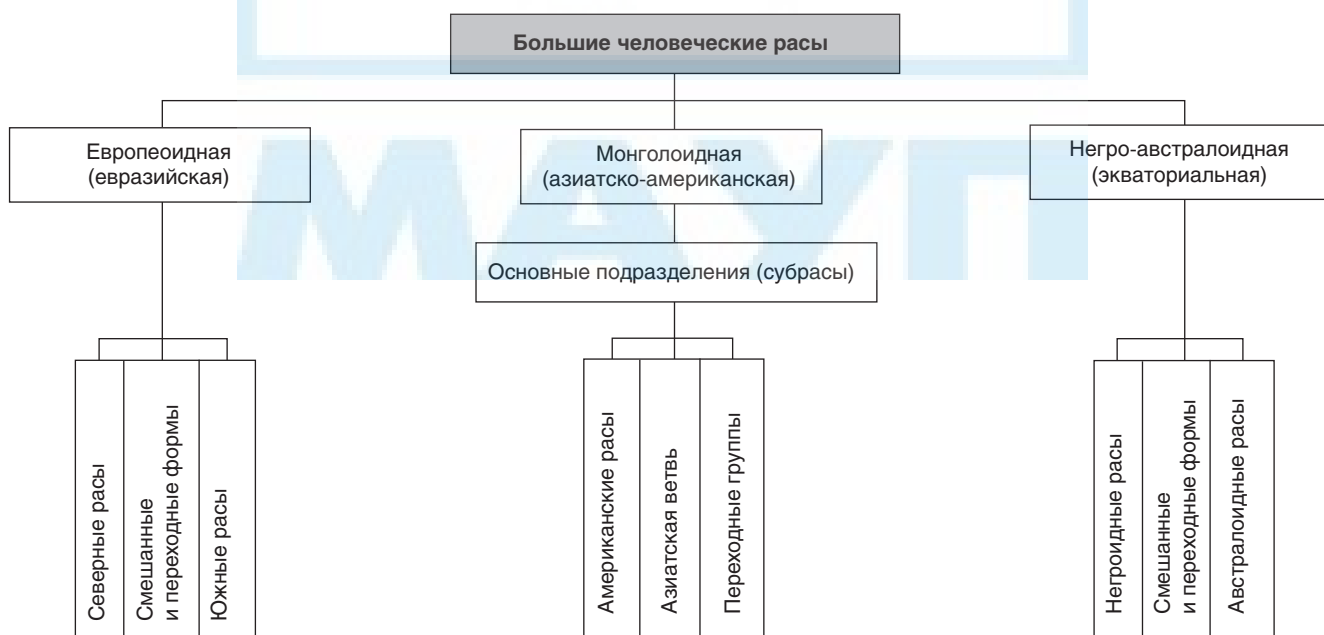 Большие человеческие расы
Европеоидная
(евразийская)
Монголоидная
(азиатско-американская)
Негро-австралоидная
(экваториальная)
МАУП
Основные подразделения (субрасы)
Северные расы
Смешанные
и переходные формы
Южные расы
Американские расы
Азиатская ветвь
Переходные группы
Негроидные расы
Смешанные
и переходные формы
Австралоидные расы